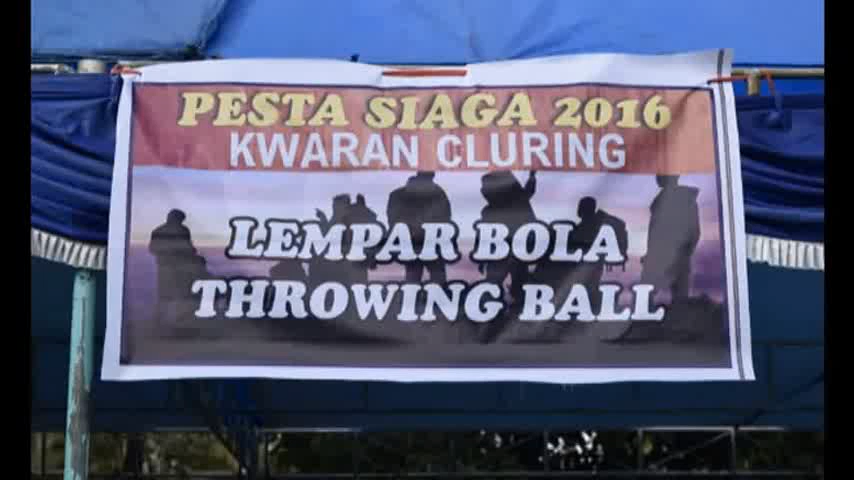 PESTA SIAGA 2016
KWARAN CLURING
LEMPAR BOLA
THROWING BALL